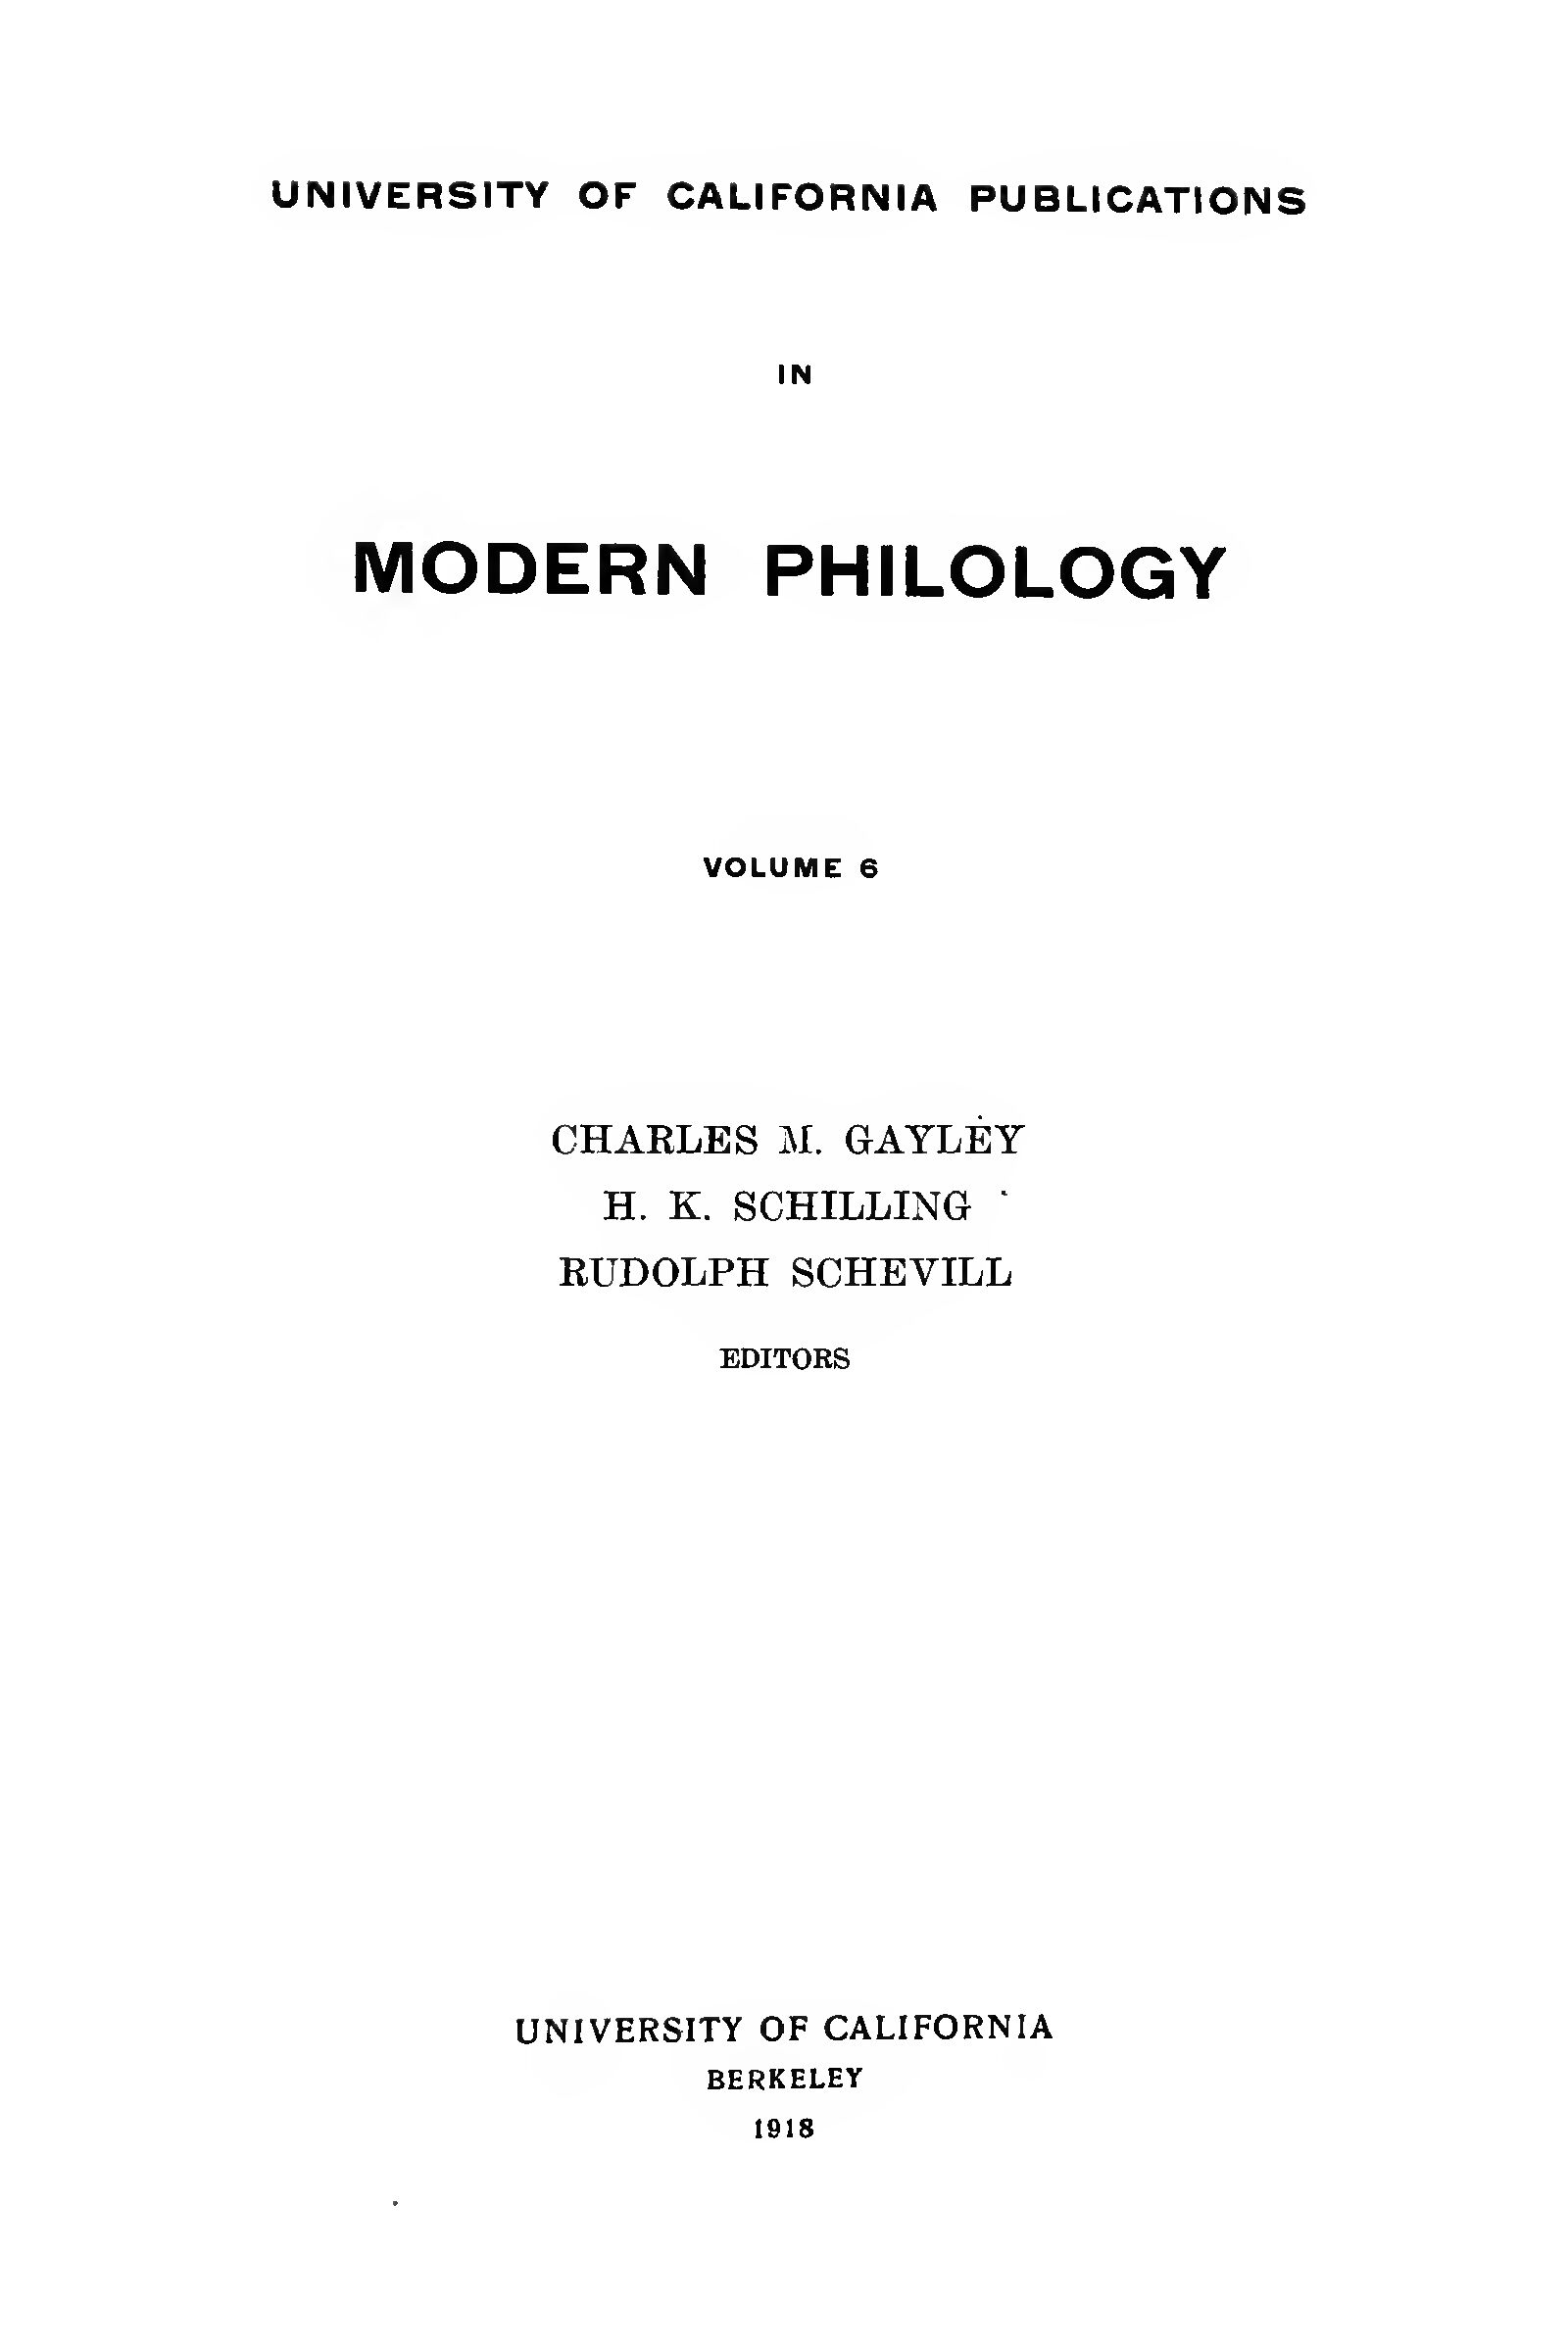 UNIVERSITY OF CALIFORNIA PUBLICATIONS
IN
MODERN PHILOLOGY
VOLUME 6
CHARLES M. GAYLEY
H. K. SCHILLING
RUDOLPH SCHEVILL
EDITORS
UNIVERSITY OF CALIFORNIA
BERKELEY
1918